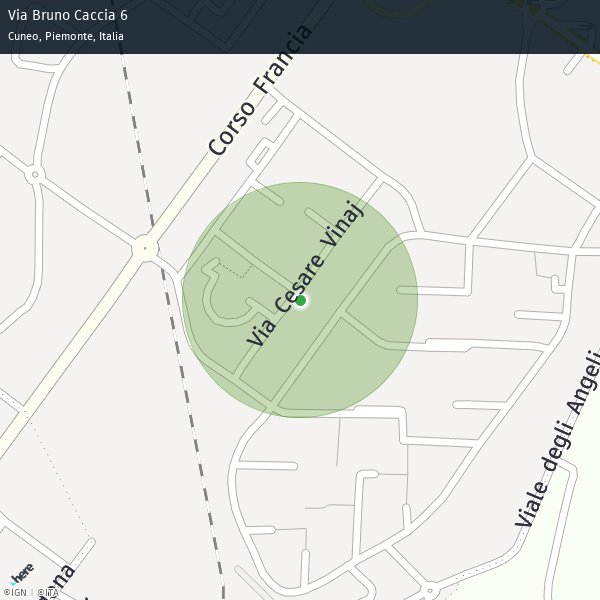 Via Bruno Caccia 6
Cuneo, Piemonte, Italia
Corso Francia
Via Cesare Vinaj
Viale degli Angeli
here
©IGN | ©ITA